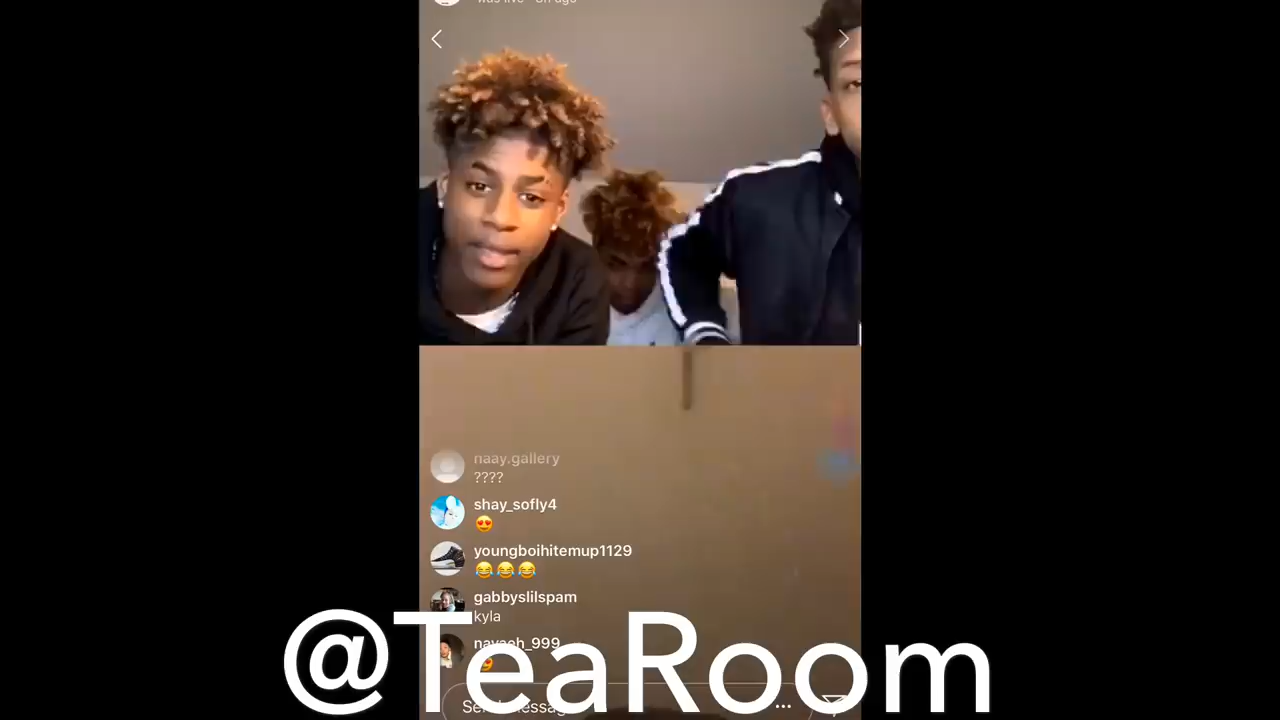 naay.gallery
????
shay_sofly4
😍
youngboihitemup1129
😂😂😂
gabbyslilspam
kyla
@TeaRoom